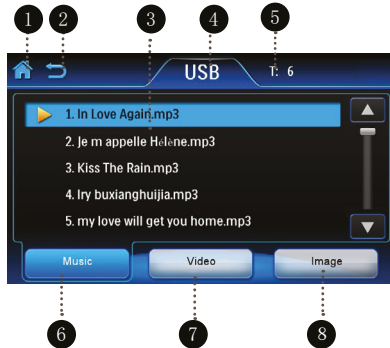 1 2 3 4 5
USB T: 6
1. In Love Again.mp3
2. Je m appelle Hélène.mp3
3. Kiss The Rain.mp3
4. Iry buxianghuijia.mp3
5. my love will get you home.mp3
Music Video Image
6 7 8